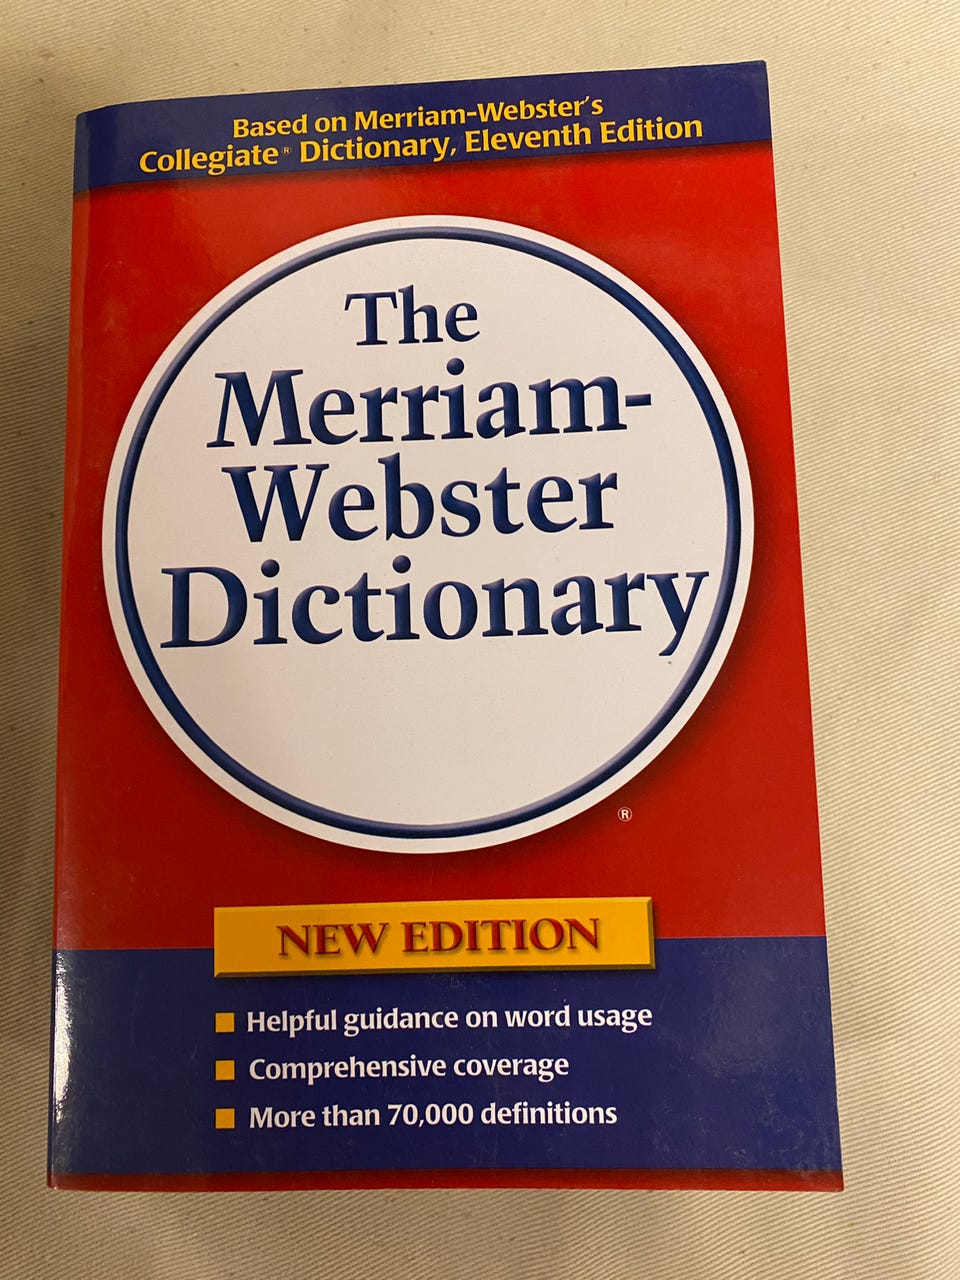 Based on Merriam-Webster's
Collegiate® Dictionary, Eleventh Edition
The
Merriam-
Webster
Dictionary
®
NEW EDITION
Helpful guidance on word usage
Comprehensive coverage
More than 70,000 definitions